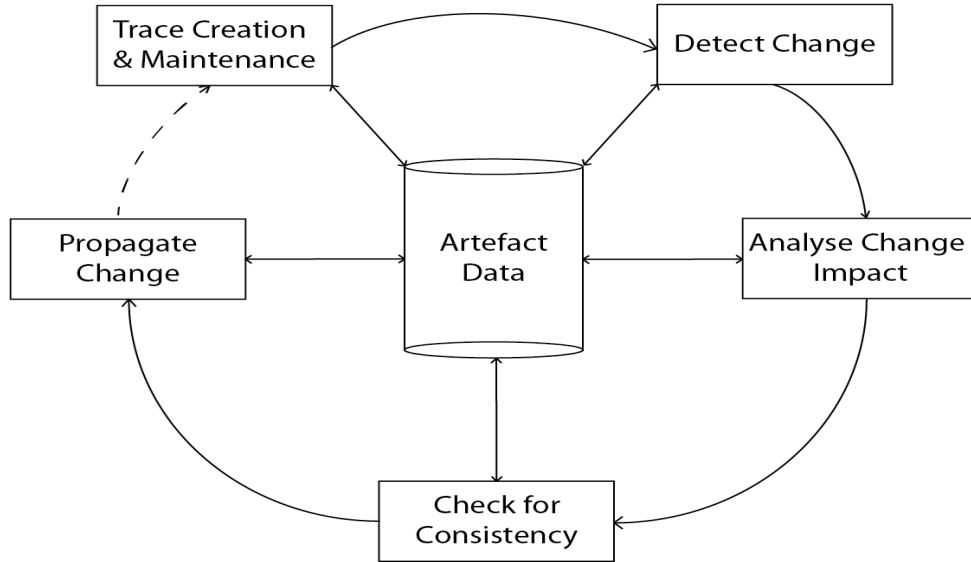 Trace Creation
& Maintenance
Detect Change
Propagate
Change
Artefact
Data
Analyse Change
Impact
Check for
Consistency